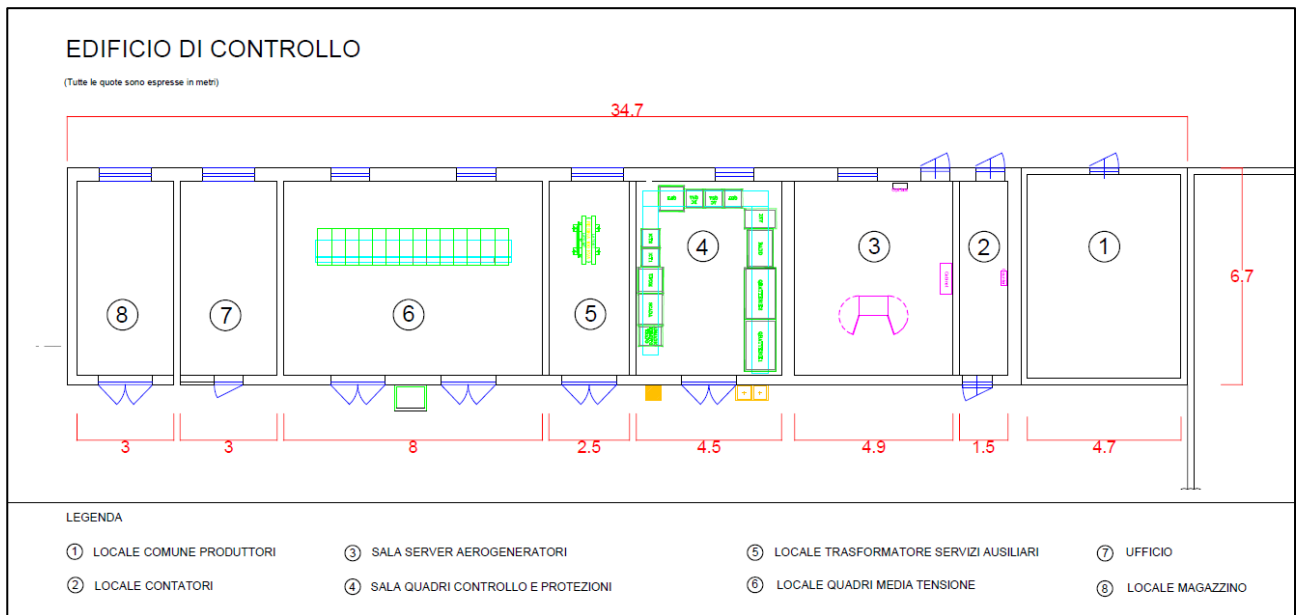 EDIFICIO DI CONTROLLO
(Tutte le quote sono espresse in metri)
34.7
6.7
8
7
6
5
4
3
2
1
3
3
8
2.5
4.5
4.9
1.5
4.7
LEGENDA
1 LOCALE COMUNE PRODUTTORI
3 SALA SERVER AEROGENERATORI
5 LOCALE TRASFORMATORE SERVIZI AUSILIARI
7 UFFICIO
2 LOCALE CONTATORI
4 SALA QUADRI CONTROLLO E PROTEZIONI
6 LOCALE QUADRI MEDIA TENSIONE
8 LOCALE MAGAZZINO